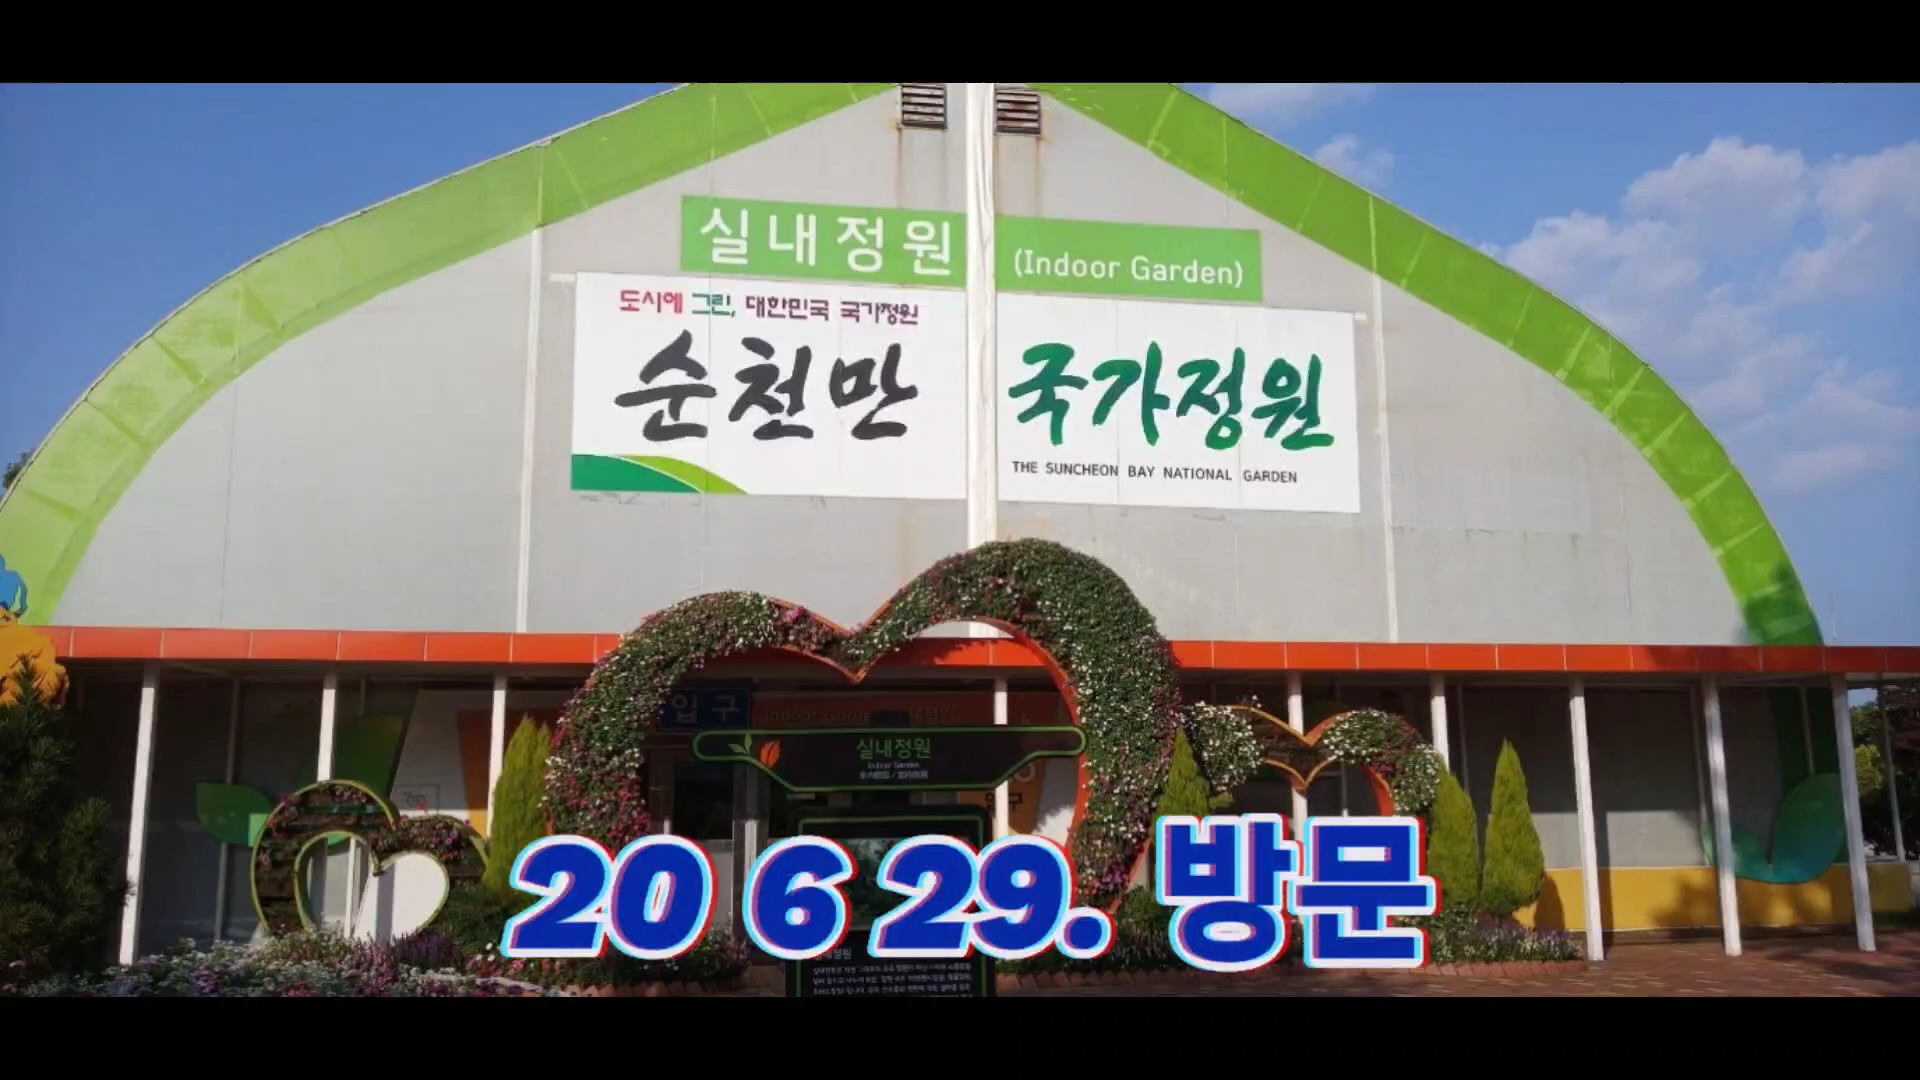 실내정원 (Indoor Garden)
도시에 그린, 대한민국 국가정원
순천만 국가정원
THE SUNCHEON BAY NATIONAL GARDEN
입구
실내정원
Indoor Garden
20 6 29. 방문